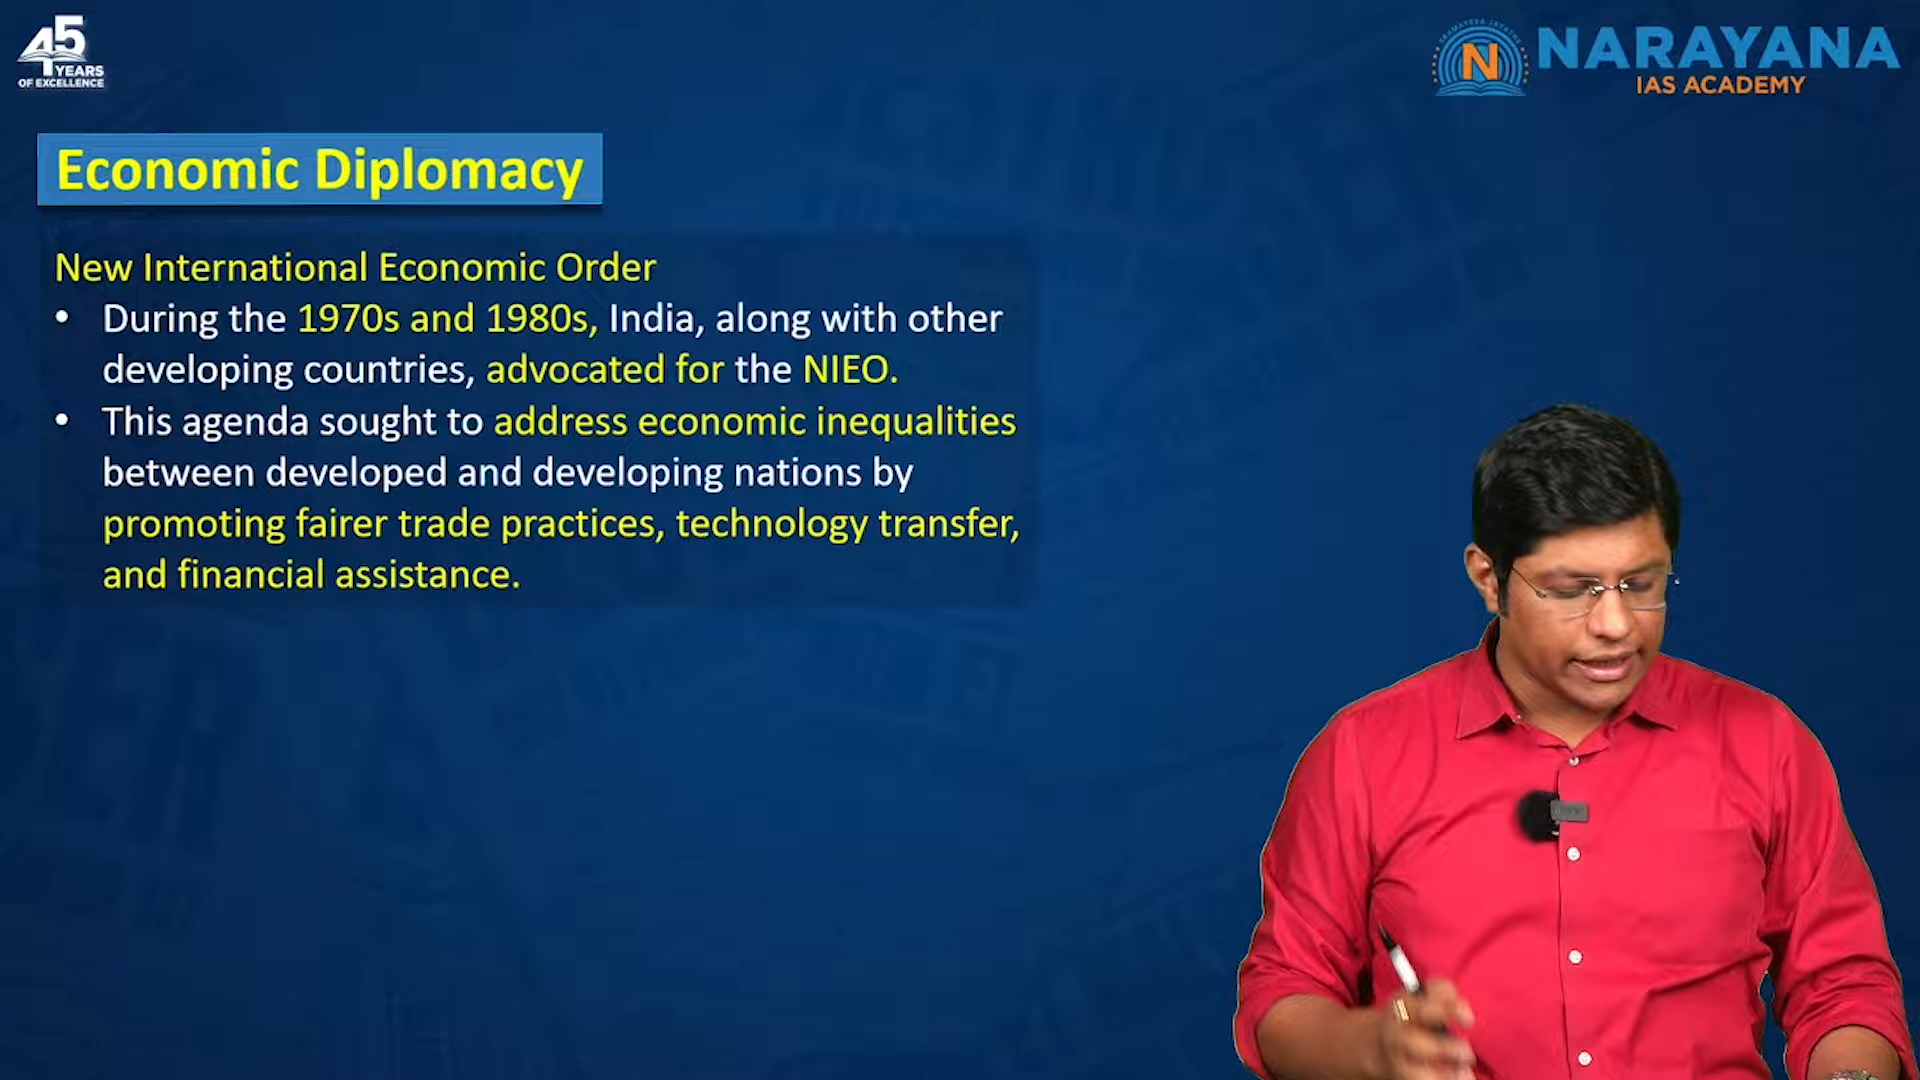 45
YEARS
OF EXCELLENCE
N
NARAYANA
IAS ACADEMY
Economic Diplomacy
New International Economic Order
• During the 1970s and 1980s, India, along with other
developing countries, advocated for the NIEO.
• This agenda sought to address economic inequalities
between developed and developing nations by
promoting fairer trade practices, technology transfer,
and financial assistance.